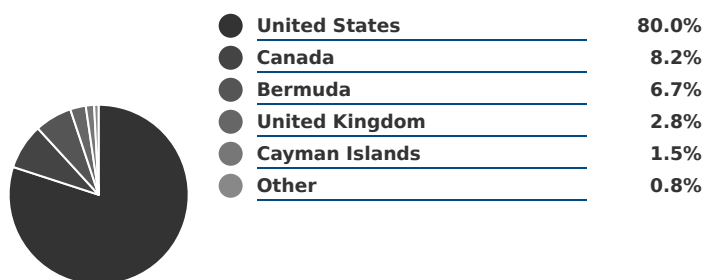 United States 80.0%
Canada 8.2%
Bermuda 6.7%
United Kingdom 2.8%
Cayman Islands 1.5%
Other 0.8%